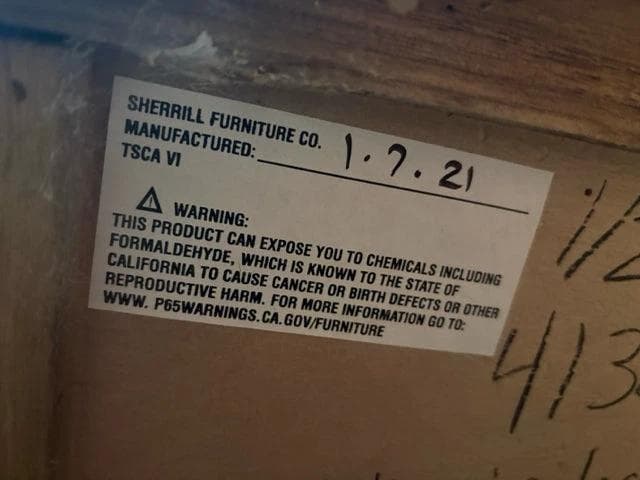 SHERRILL FURNITURE CO.
MANUFACTURED: 1.7.21
TSCA VI
WARNING:
THIS PRODUCT CAN EXPOSE YOU TO CHEMICALS INCLUDING
FORMALDEHYDE, WHICH IS KNOWN TO THE STATE OF
CALIFORNIA TO CAUSE CANCER OR BIRTH DEFECTS OR OTHER
REPRODUCTIVE HARM. FOR MORE INFORMATION GO TO:
WWW. P65WARNINGS.CA.GOV/FURNITURE
413